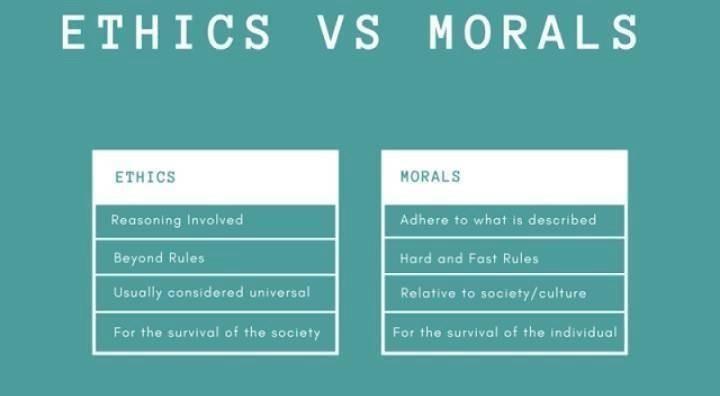 ETHICS VS MORALS
ETHICS
Reasoning Involved
Beyond Rules
Usually considered universal
For the survival of the society
MORALS
Adhere to what is described
Hard and Fast Rules
Relative to society/culture
For the survival of the individual